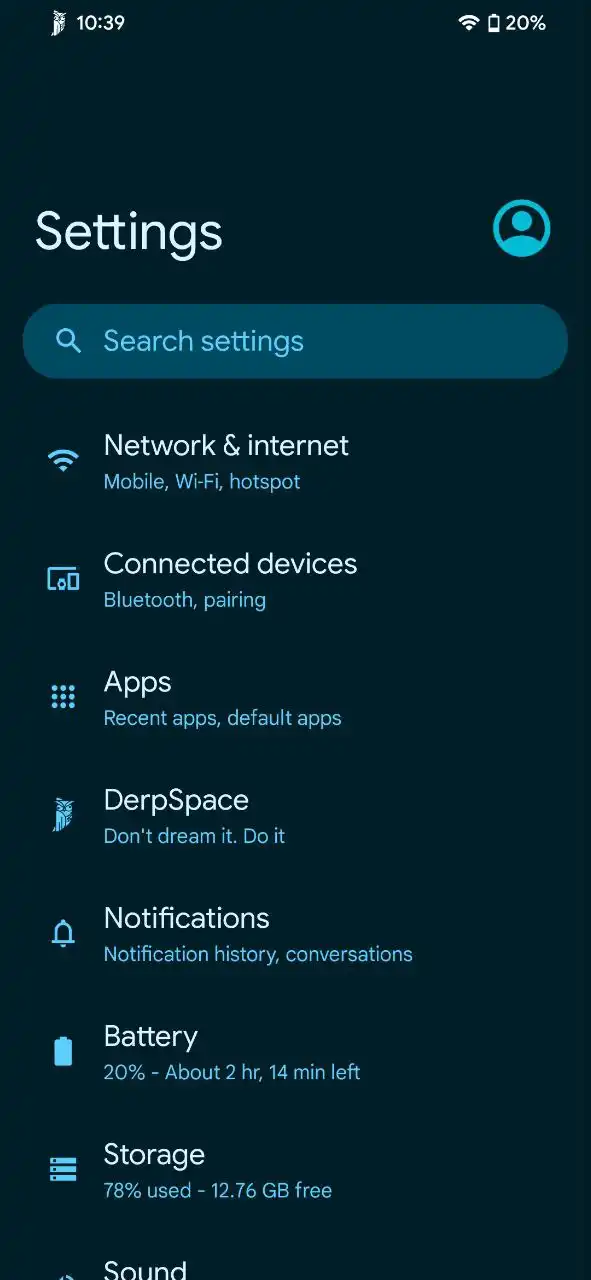 10:39 20%
Settings
Search settings
Network & internet
Mobile, Wi-Fi, hotspot
Connected devices
Bluetooth, pairing
Apps
Recent apps, default apps
DerpSpace
Don't dream it. Do it
Notifications
Notification history, conversations
Battery
20% - About 2 hr, 14 min left
Storage
78% used - 12.76 GB free
Sound